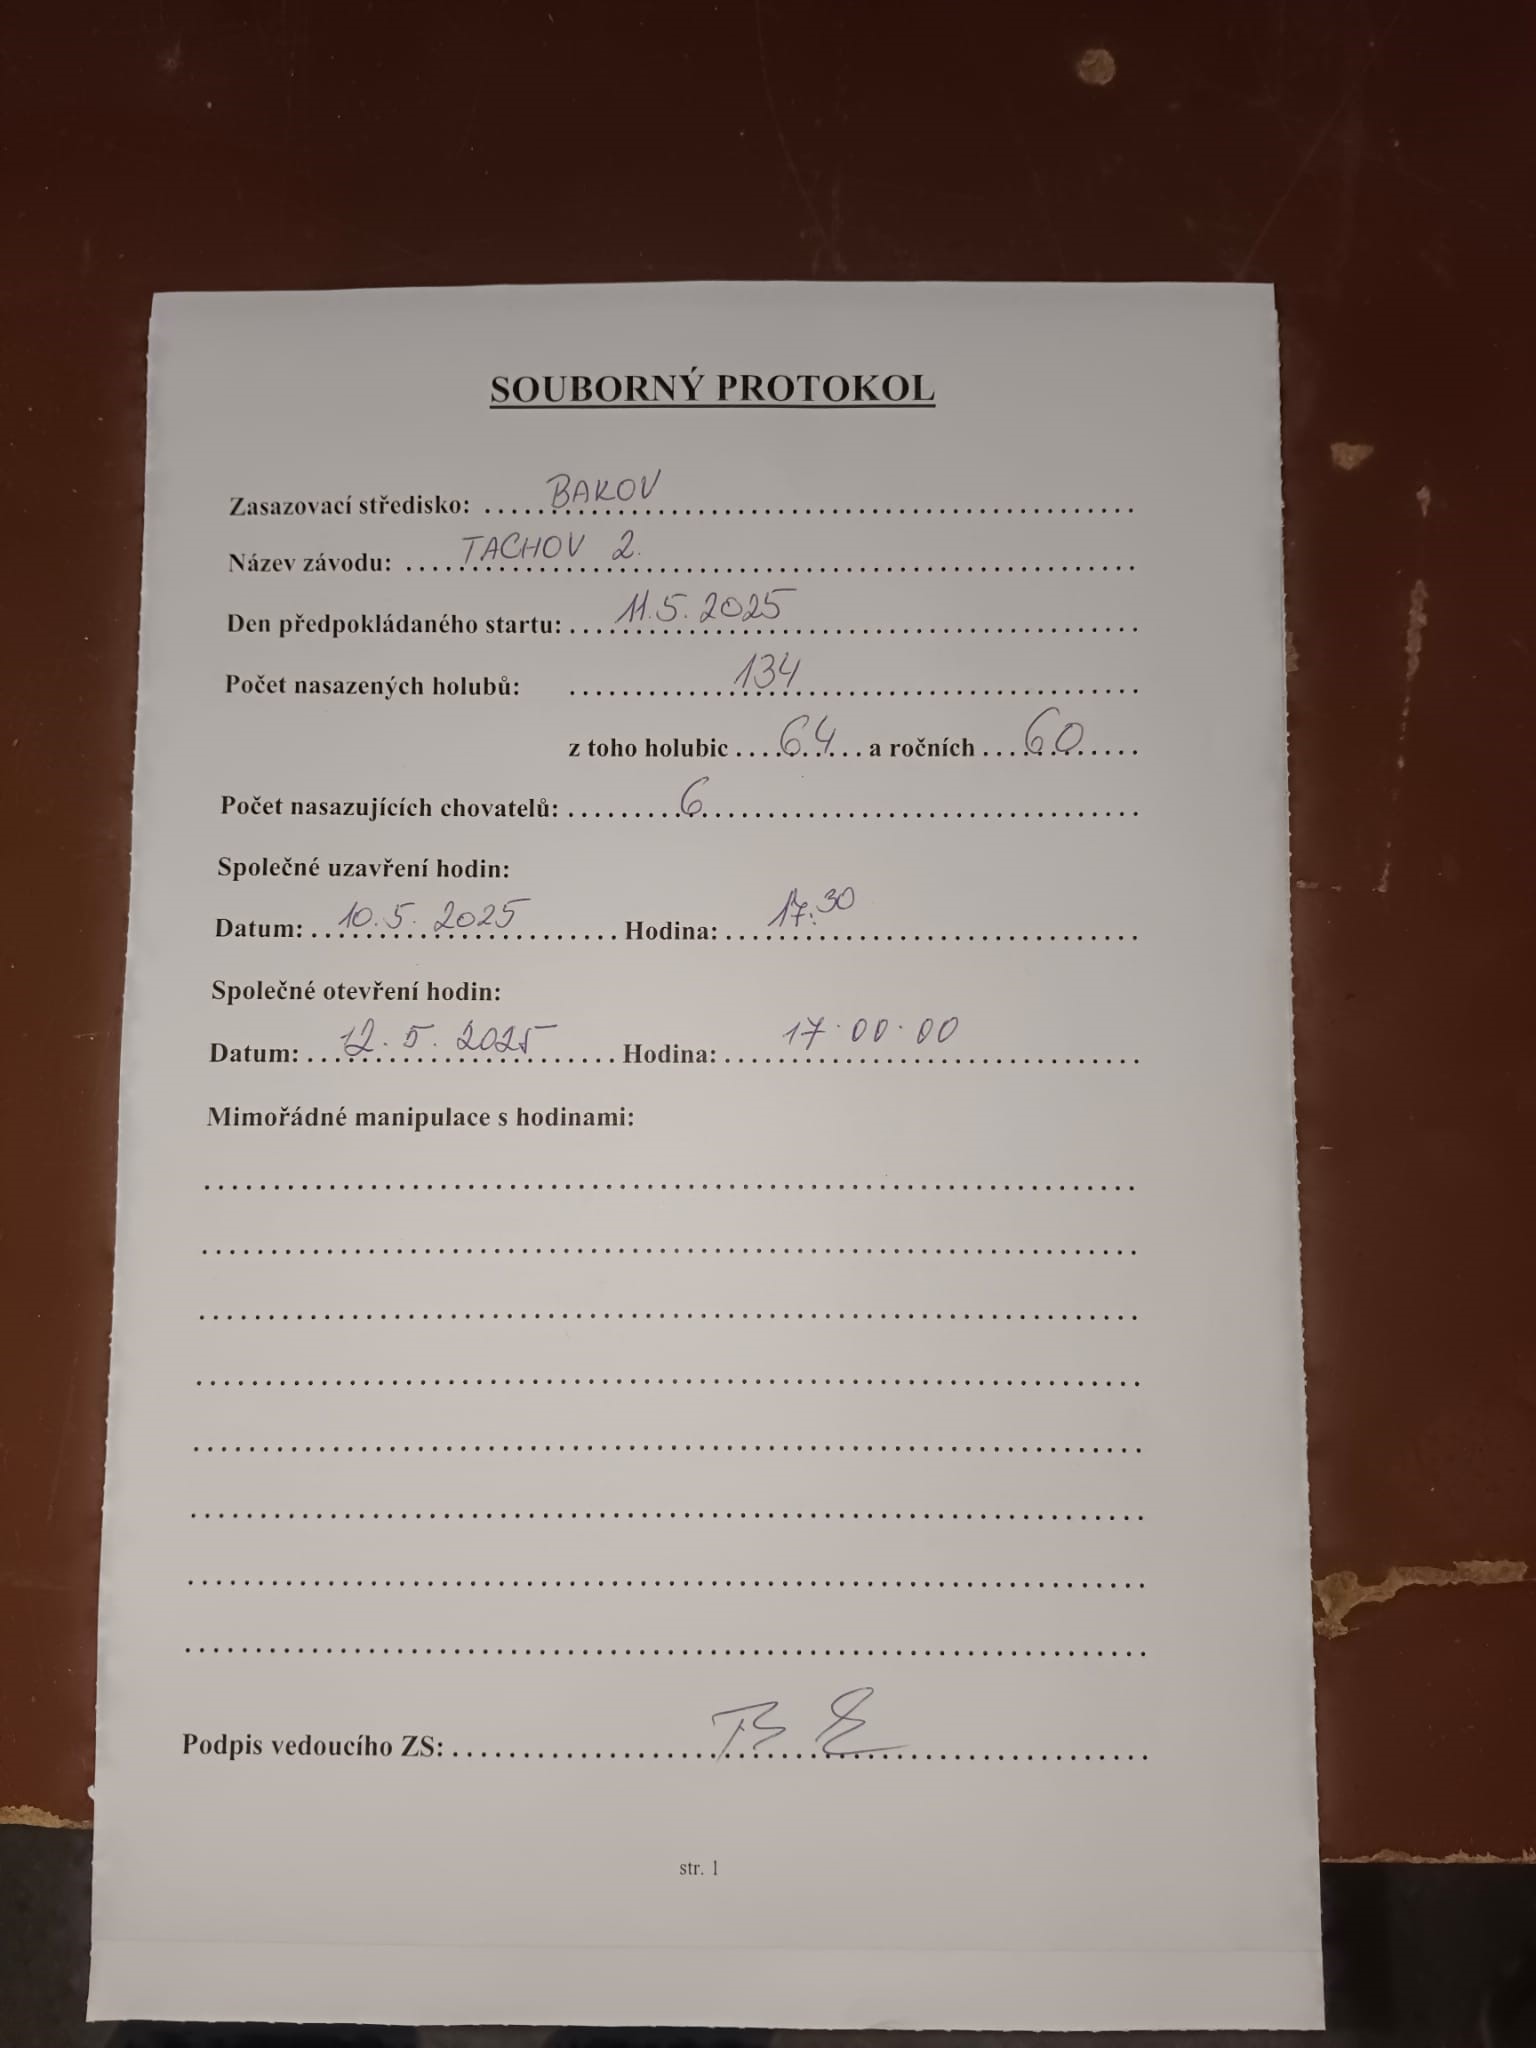 SOUBORNÝ PROTOKOL
Zasazovací středisko: BAKOV
Název závodu: TACHOV 2.
Den předpokládaného startu: 11.5.2025
Počet nasazených holubů: 134
z toho holubic 64 a ročních 60
Počet nasazujících chovatelů: 6
Společné uzavření hodin:
Datum: 10.5.2025 Hodina: 17:30
Společné otevření hodin:
Datum: 12.5.2025 Hodina: 17·00·00
Mimořádné manipulace s hodinami:
Podpis vedoucího ZS:
str. 1